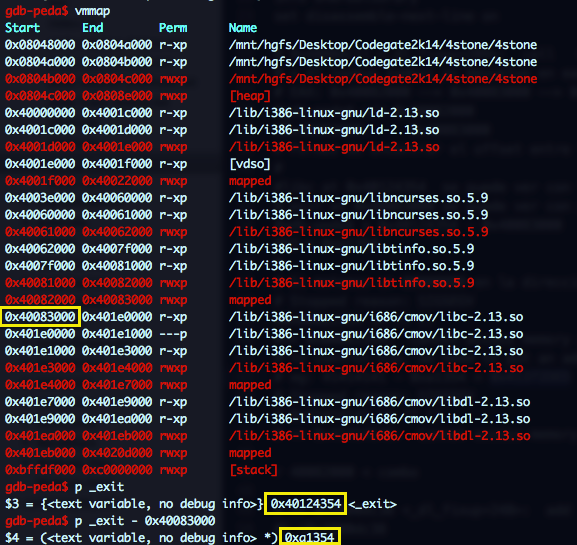 gdb-peda$ vmmap
Start End Perm Name
0x08048000 0x0804a000 r-xp /mnt/hgfs/Desktop/Codegate2k14/4stone/4stone
0x0804a000 0x0804b000 r-xp /mnt/hgfs/Desktop/Codegate2k14/4stone/4stone
0x0804b000 0x0804c000 rwxp /mnt/hgfs/Desktop/Codegate2k14/4stone/4stone
0x0804c000 0x0808e000 rwxp [heap]
0x40000000 0x4001c000 r-xp /lib/i386-linux-gnu/ld-2.13.so
0x4001c000 0x4001d000 r-xp /lib/i386-linux-gnu/ld-2.13.so
0x4001d000 0x4001e000 rwxp /lib/i386-linux-gnu/ld-2.13.so
0x4001e000 0x4001f000 r-xp [vdso]
0x4001f000 0x40022000 rwxp mapped
0x4003e000 0x40060000 r-xp /lib/i386-linux-gnu/libncurses.so.5.9
0x40060000 0x40061000 r-xp /lib/i386-linux-gnu/libncurses.so.5.9
0x40061000 0x40062000 rwxp /lib/i386-linux-gnu/libncurses.so.5.9
0x40062000 0x4007f000 r-xp /lib/i386-linux-gnu/libtinfo.so.5.9
0x4007f000 0x40081000 r-xp /lib/i386-linux-gnu/libtinfo.so.5.9
0x40081000 0x40082000 rwxp /lib/i386-linux-gnu/libtinfo.so.5.9
0x40082000 0x40083000 rwxp mapped
0x40083000 0x401e0000 r-xp /lib/i386-linux-gnu/i686/cmov/libc-2.13.so
0x401e0000 0x401e1000 ---p /lib/i386-linux-gnu/i686/cmov/libc-2.13.so
0x401e1000 0x401e3000 r-xp /lib/i386-linux-gnu/i686/cmov/libc-2.13.so
0x401e3000 0x401e4000 rwxp /lib/i386-linux-gnu/i686/cmov/libc-2.13.so
0x401e4000 0x401e7000 rwxp mapped
0x401e7000 0x401e9000 r-xp /lib/i386-linux-gnu/i686/cmov/libdl-2.13.so
0x401e9000 0x401ea000 r-xp /lib/i386-linux-gnu/i686/cmov/libdl-2.13.so
0x401ea000 0x401eb000 rwxp /lib/i386-linux-gnu/i686/cmov/libdl-2.13.so
0x401eb000 0x4020d000 rwxp mapped
0xbffdf000 0xc0000000 rwxp [stack]
gdb-peda$ p _exit
$3 = {<text variable, no debug info>} 0x40124354 <_exit>
gdb-peda$ p _exit - 0x40083000
$4 = (<text variable, no debug info> *) 0xa1354